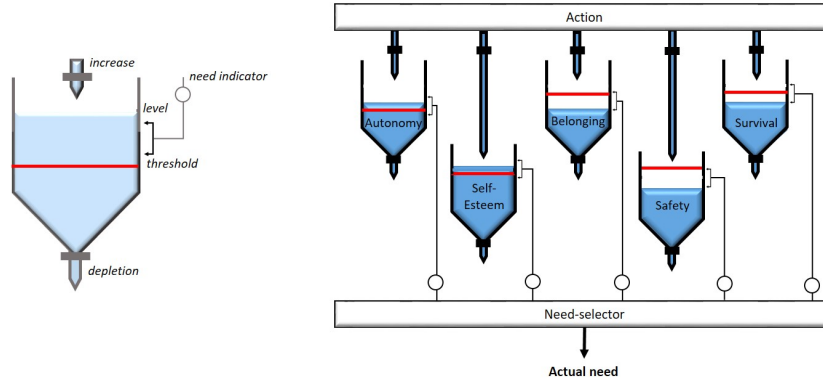 increase
need indicator
level
threshold
depletion
Action
Autonomy
Belonging
Survival
Self-
Esteem
Safety
Need-selector
Actual need